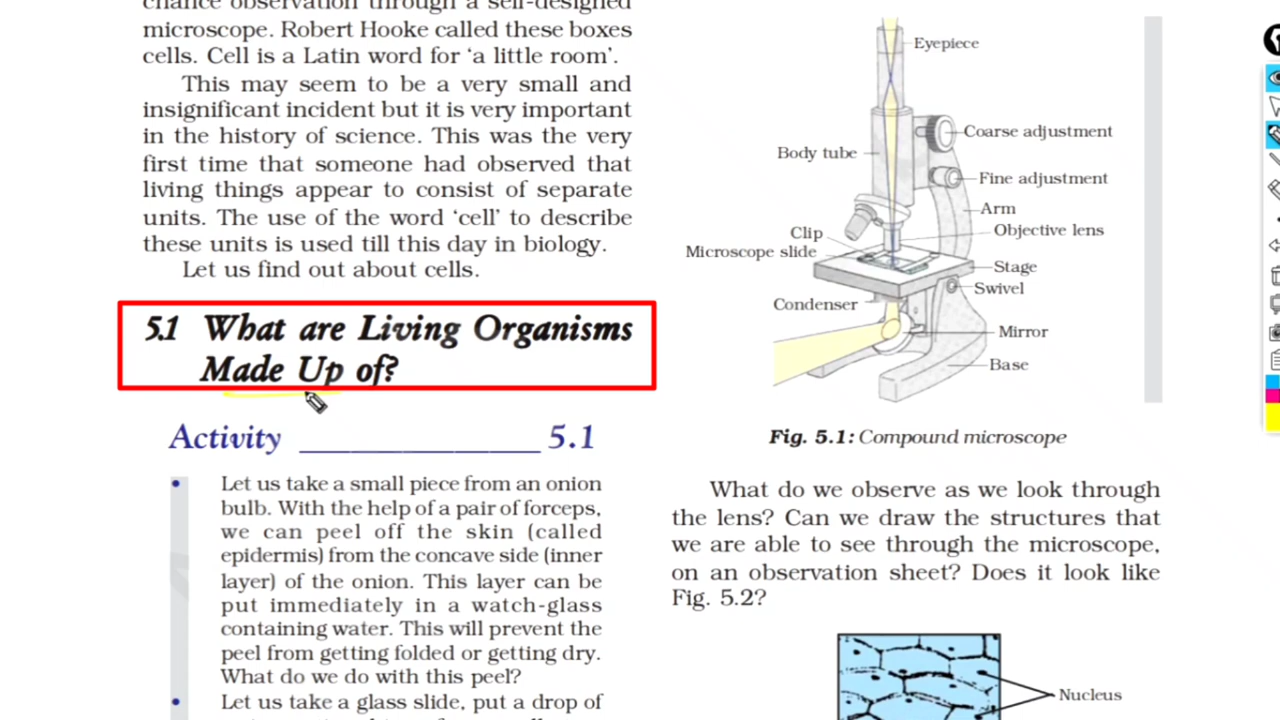 chance observation through a self-designed
microscope. Robert Hooke called these boxes
cells. Cell is a Latin word for ‘a little room’.
This may seem to be a very small and
insignificant incident but it is very important
in the history of science. This was the very
first time that someone had observed that
living things appear to consist of separate
units. The use of the word ‘cell’ to describe
these units is used till this day in biology.
Let us find out about cells.
5.1 What are Living Organisms
Made Up of?
Activity ________________ 5.1
• Let us take a small piece from an onion
bulb. With the help of a pair of forceps,
we can peel off the skin (called
epidermis) from the concave side (inner
layer) of the onion. This layer can be
put immediately in a watch-glass
containing water. This will prevent the
peel from getting folded or getting dry.
What do we do with this peel?
• Let us take a glass slide, put a drop of
Eyepiece
Coarse adjustment
Body tube
Fine adjustment
Arm
Objective lens
Clip
Microscope slide
Stage
Swivel
Condenser
Mirror
Base
Fig. 5.1: Compound microscope
What do we observe as we look through
the lens? Can we draw the structures that
we are able to see through the microscope,
on an observation sheet? Does it look like
Fig. 5.2?
Nucleus